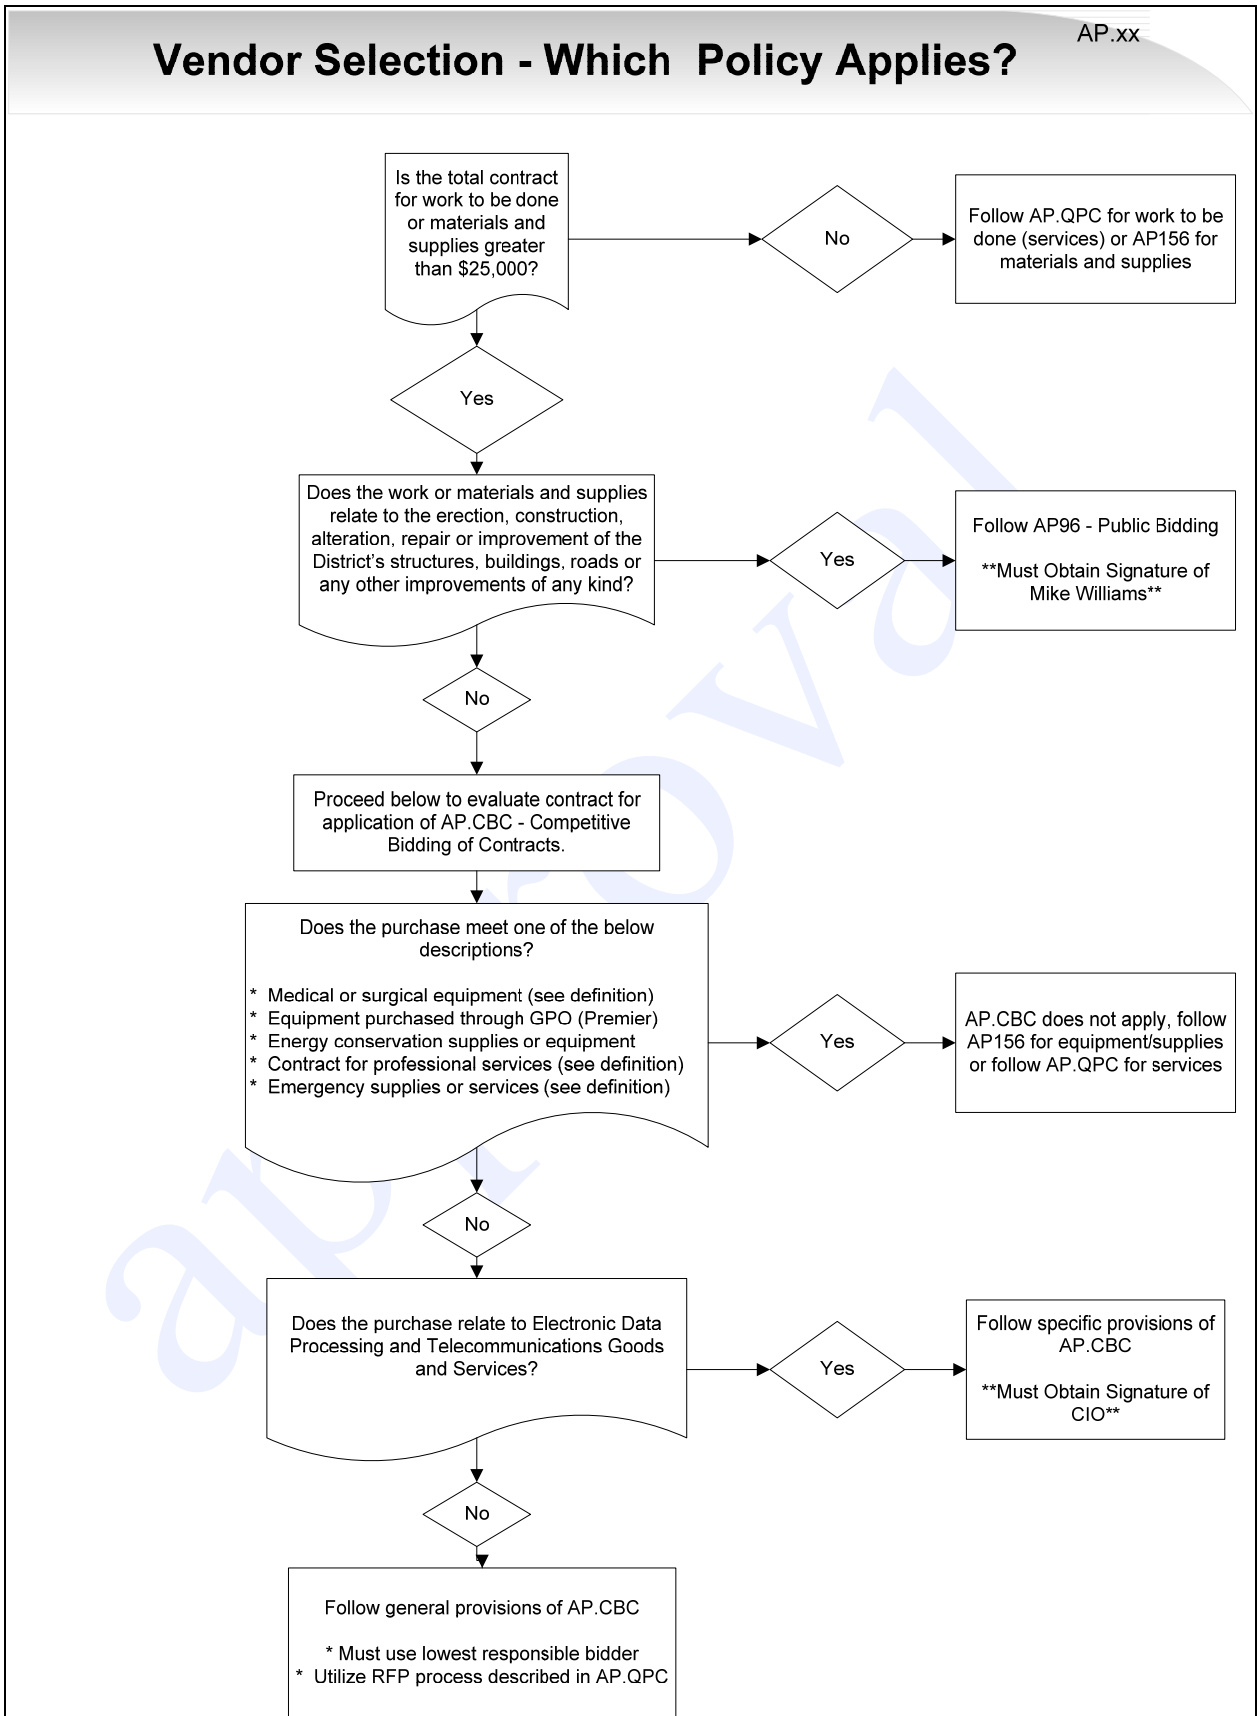 AP.xx
Vendor Selection - Which Policy Applies?
Is the total contract
for work to be done
or materials and
supplies greater
than $25,000?
No
Follow AP.QPC for work to be
done (services) or AP156 for
materials and supplies
Yes
Does the work or materials and supplies
relate to the erection, construction,
alteration, repair or improvement of the
District's structures, buildings, roads or
any other improvements of any kind?
Yes
Follow AP96 - Public Bidding
**Must Obtain Signature of
Mike Williams**
No
Proceed below to evaluate contract for
application of AP.CBC - Competitive
Bidding of Contracts.
Does the purchase meet one of the below
descriptions?
* Medical or surgical equipment (see definition)
* Equipment purchased through GPO (Premier)
* Energy conservation supplies or equipment
* Contract for professional services (see definition)
* Emergency supplies or services (see definition)
Yes
AP.CBC does not apply, follow
AP156 for equipment/supplies
or follow AP.QPC for services
No
Does the purchase relate to Electronic Data
Processing and Telecommunications Goods
and Services?
Yes
Follow specific provisions of
AP.CBC
**Must Obtain Signature of
CIO**
No
Follow general provisions of AP.CBC
* Must use lowest responsible bidder
* Utilize RFP process described in AP.QPC
approval